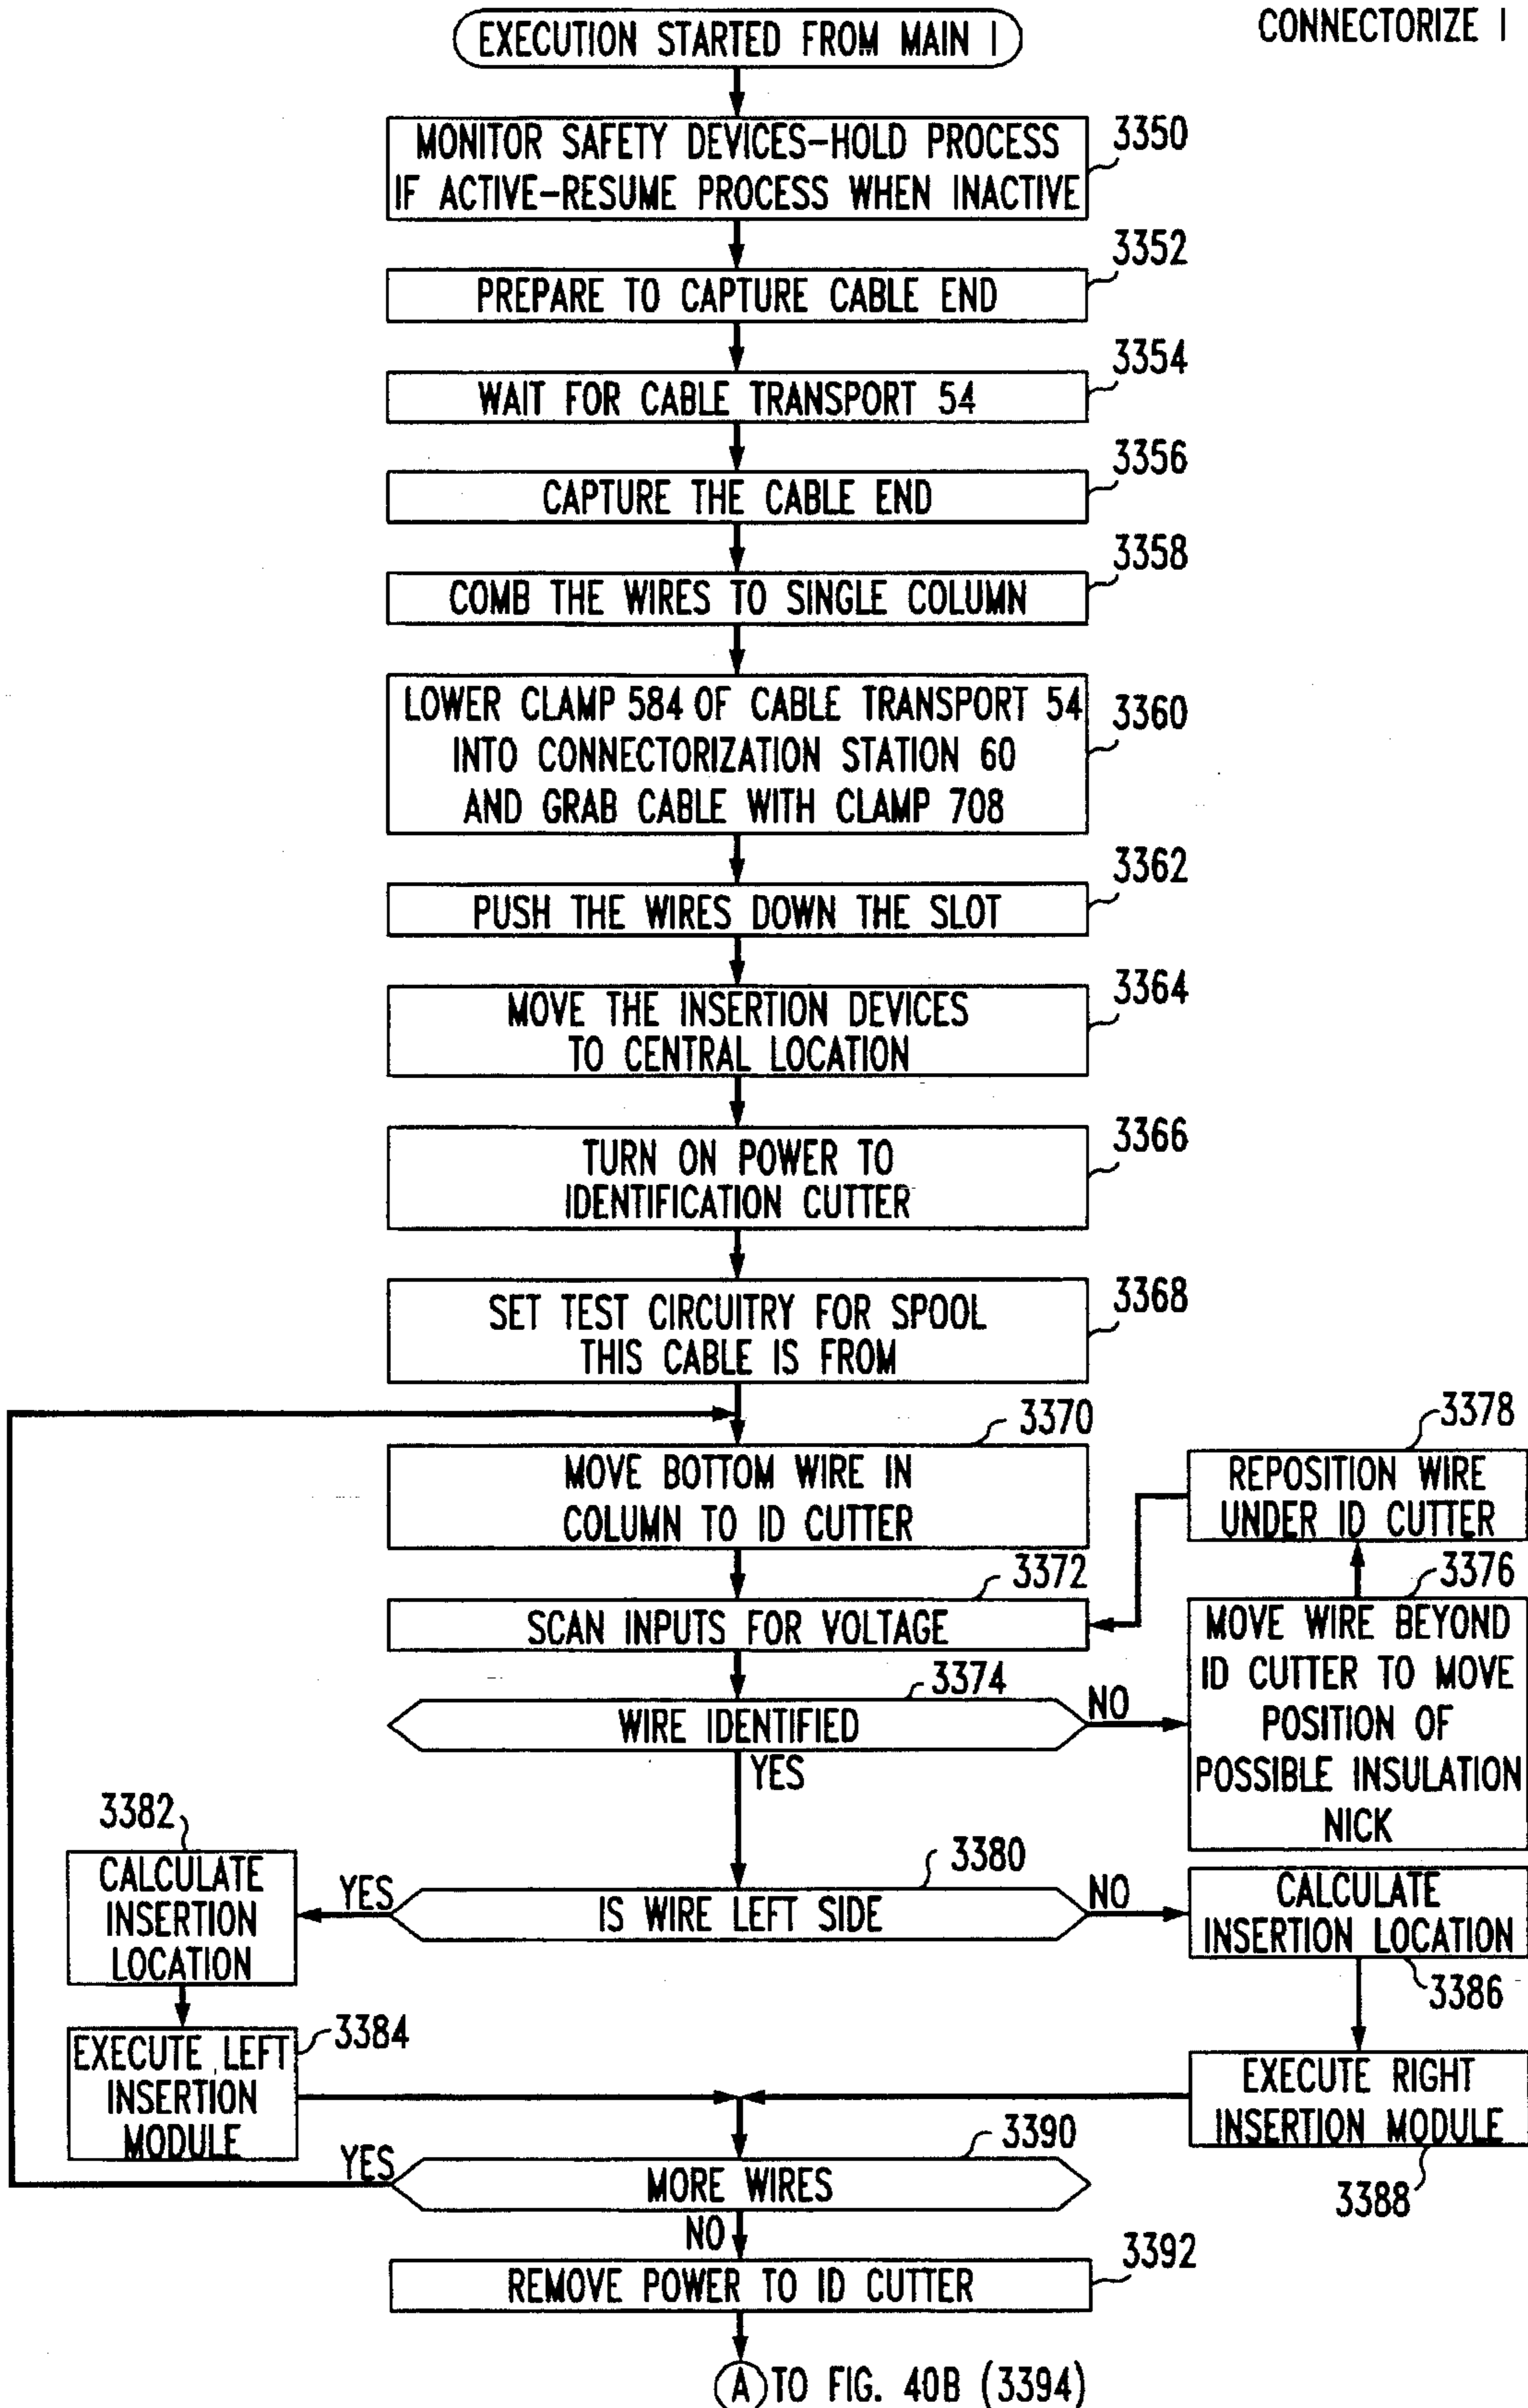 CONNECTORIZE I
EXECUTION STARTED FROM MAIN I
MONITOR SAFETY DEVICES-HOLD PROCESS
IF ACTIVE-RESUME PROCESS WHEN INACTIVE
3350
3352
PREPARE TO CAPTURE CABLE END
3354
WAIT FOR CABLE TRANSPORT 54
3356
CAPTURE THE CABLE END
3358
COMB THE WIRES TO SINGLE COLUMN
LOWER CLAMP 584 OF CABLE TRANSPORT 54
INTO CONNECTORIZATION STATION 60
AND GRAB CABLE WITH CLAMP 708
3360
3362
PUSH THE WIRES DOWN THE SLOT
3364
MOVE THE INSERTION DEVICES
TO CENTRAL LOCATION
3366
TURN ON POWER TO
IDENTIFICATION CUTTER
3368
SET TEST CIRCUITRY FOR SPOOL
THIS CABLE IS FROM
3370
MOVE BOTTOM WIRE IN
COLUMN TO ID CUTTER
3378
REPOSITION WIRE
UNDER ID CUTTER
3372
SCAN INPUTS FOR VOLTAGE
3376
MOVE WIRE BEYOND
ID CUTTER TO MOVE
POSITION OF
POSSIBLE INSULATION
NICK
3374
WIRE IDENTIFIED
NO
YES
3382
CALCULATE
INSERTION
LOCATION
3380
YES
IS WIRE LEFT SIDE
NO
CALCULATE
INSERTION LOCATION
3386
3384
EXECUTE LEFT
INSERTION
MODULE
EXECUTE RIGHT
INSERTION MODULE
3388
3390
YES
MORE WIRES
NO
3392
REMOVE POWER TO ID CUTTER
A TO FIG. 40B (3394)